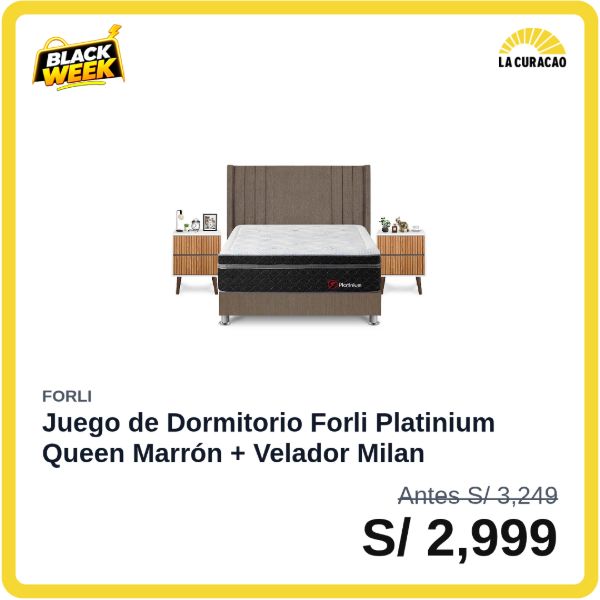 BLACK
WEEK
LA CURACAO
Platinium
FORLI
Juego de Dormitorio Forli Platinium
Queen Marrón + Velador Milan
Antes S/ 3,249
S/ 2,999